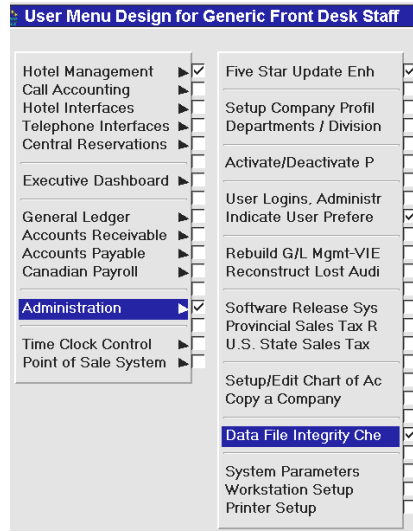 User Menu Design for Generic Front Desk Staff
Hotel Management
Call Accounting
Hotel Interfaces
Telephone Interfaces
Central Reservations
Executive Dashboard
General Ledger
Accounts Receivable
Accounts Payable
Canadian Payroll
Administration
Time Clock Control
Point of Sale System
Five Star Update Enh
Setup Company Profil
Departments / Division
Activate/Deactivate P
User Logins, Administr
Indicate User Prefere
Rebuild G/L Mgmt-VIE
Reconstruct Lost Audi
Software Release Sys
Provincial Sales Tax R
U.S. State Sales Tax
Setup/Edit Chart of Ac
Copy a Company
Data File Integrity Che
System Parameters
Workstation Setup
Printer Setup